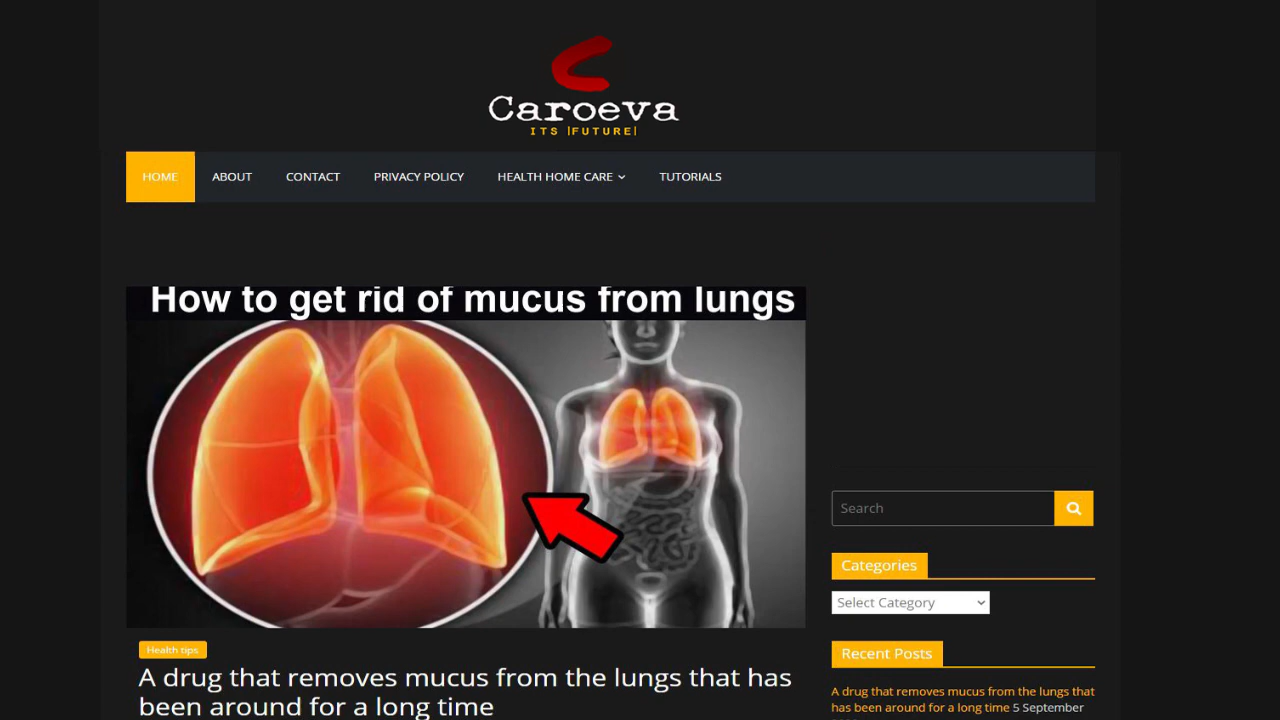 Caroeva
ITS |FUTURE|
HOME ABOUT CONTACT PRIVACY POLICY HEALTH HOME CARE TUTORIALS
How to get rid of mucus from lungs
Search
Categories
Select Category
Health tips
A drug that removes mucus from the lungs that has
been around for a long time
Recent Posts
A drug that removes mucus from the lungs that
has been around for a long time 5 September